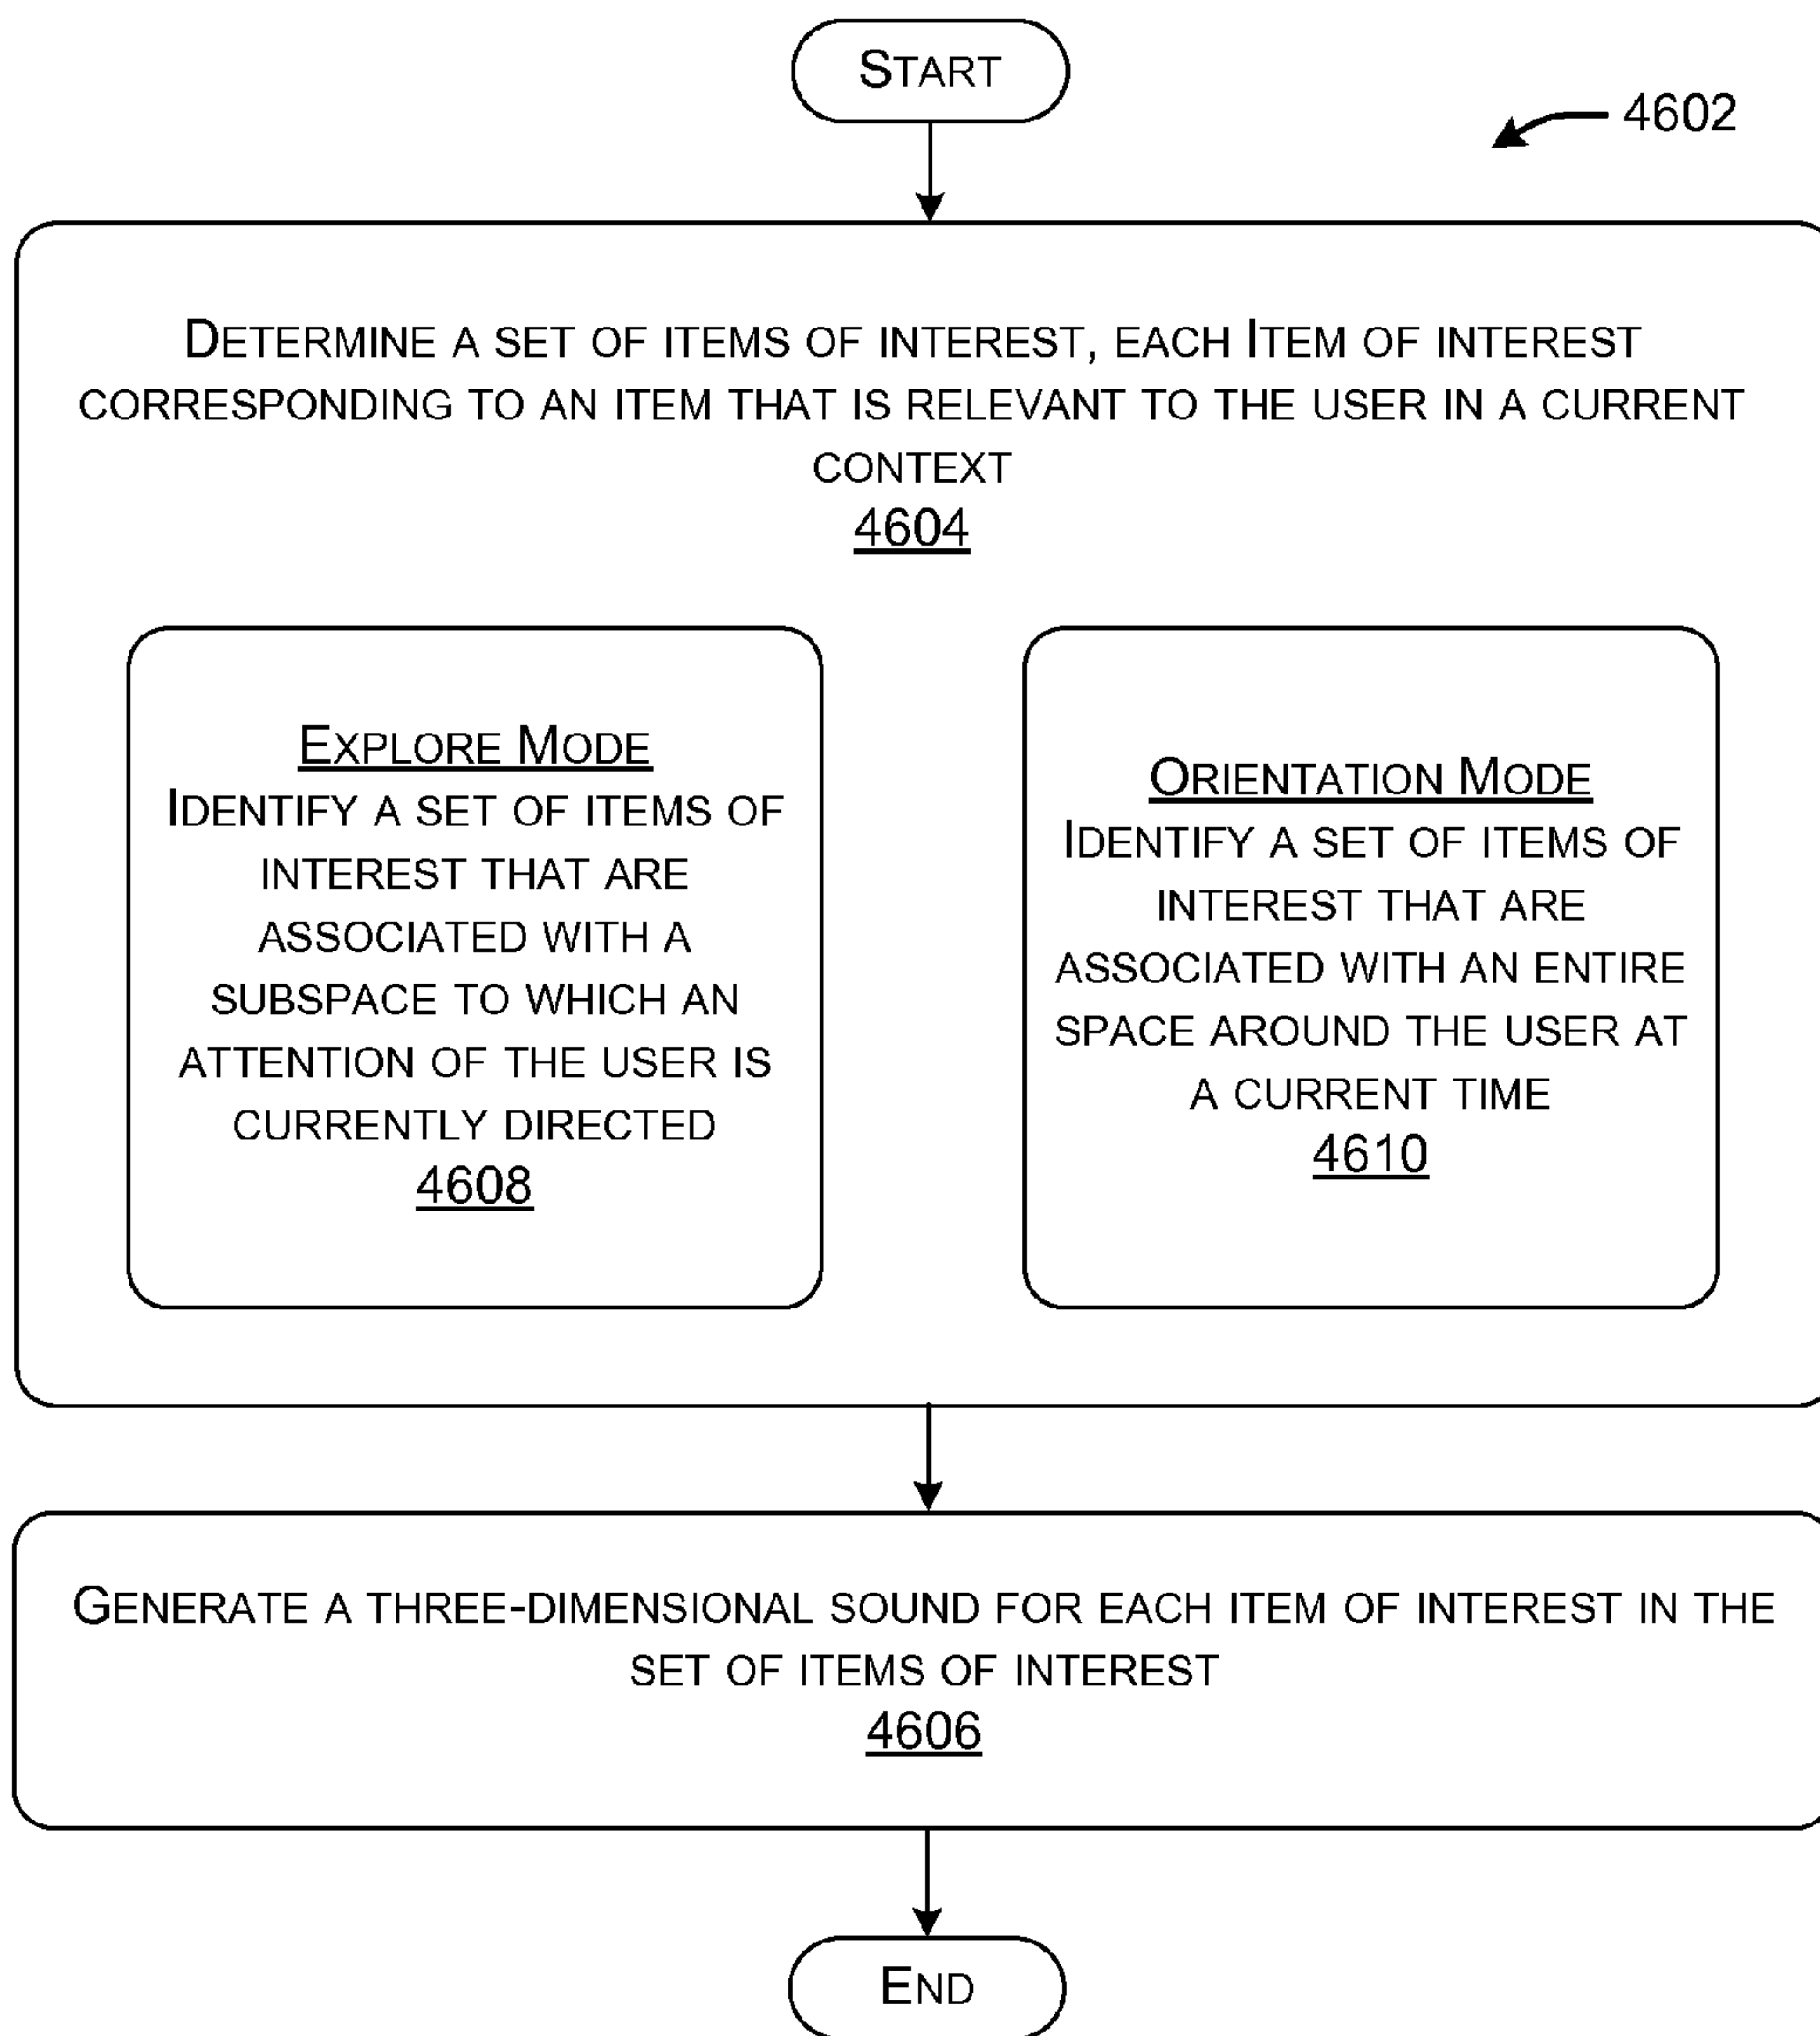 START
4602
DETERMINE A SET OF ITEMS OF INTEREST, EACH ITEM OF INTEREST
CORRESPONDING TO AN ITEM THAT IS RELEVANT TO THE USER IN A CURRENT
CONTEXT
4604
EXPLORE MODE
IDENTIFY A SET OF ITEMS OF
INTEREST THAT ARE
ASSOCIATED WITH A
SUBSPACE TO WHICH AN
ATTENTION OF THE USER IS
CURRENTLY DIRECTED
4608
ORIENTATION MODE
IDENTIFY A SET OF ITEMS OF
INTEREST THAT ARE
ASSOCIATED WITH AN ENTIRE
SPACE AROUND THE USER AT
A CURRENT TIME
4610
GENERATE A THREE-DIMENSIONAL SOUND FOR EACH ITEM OF INTEREST IN THE
SET OF ITEMS OF INTEREST
4606
END